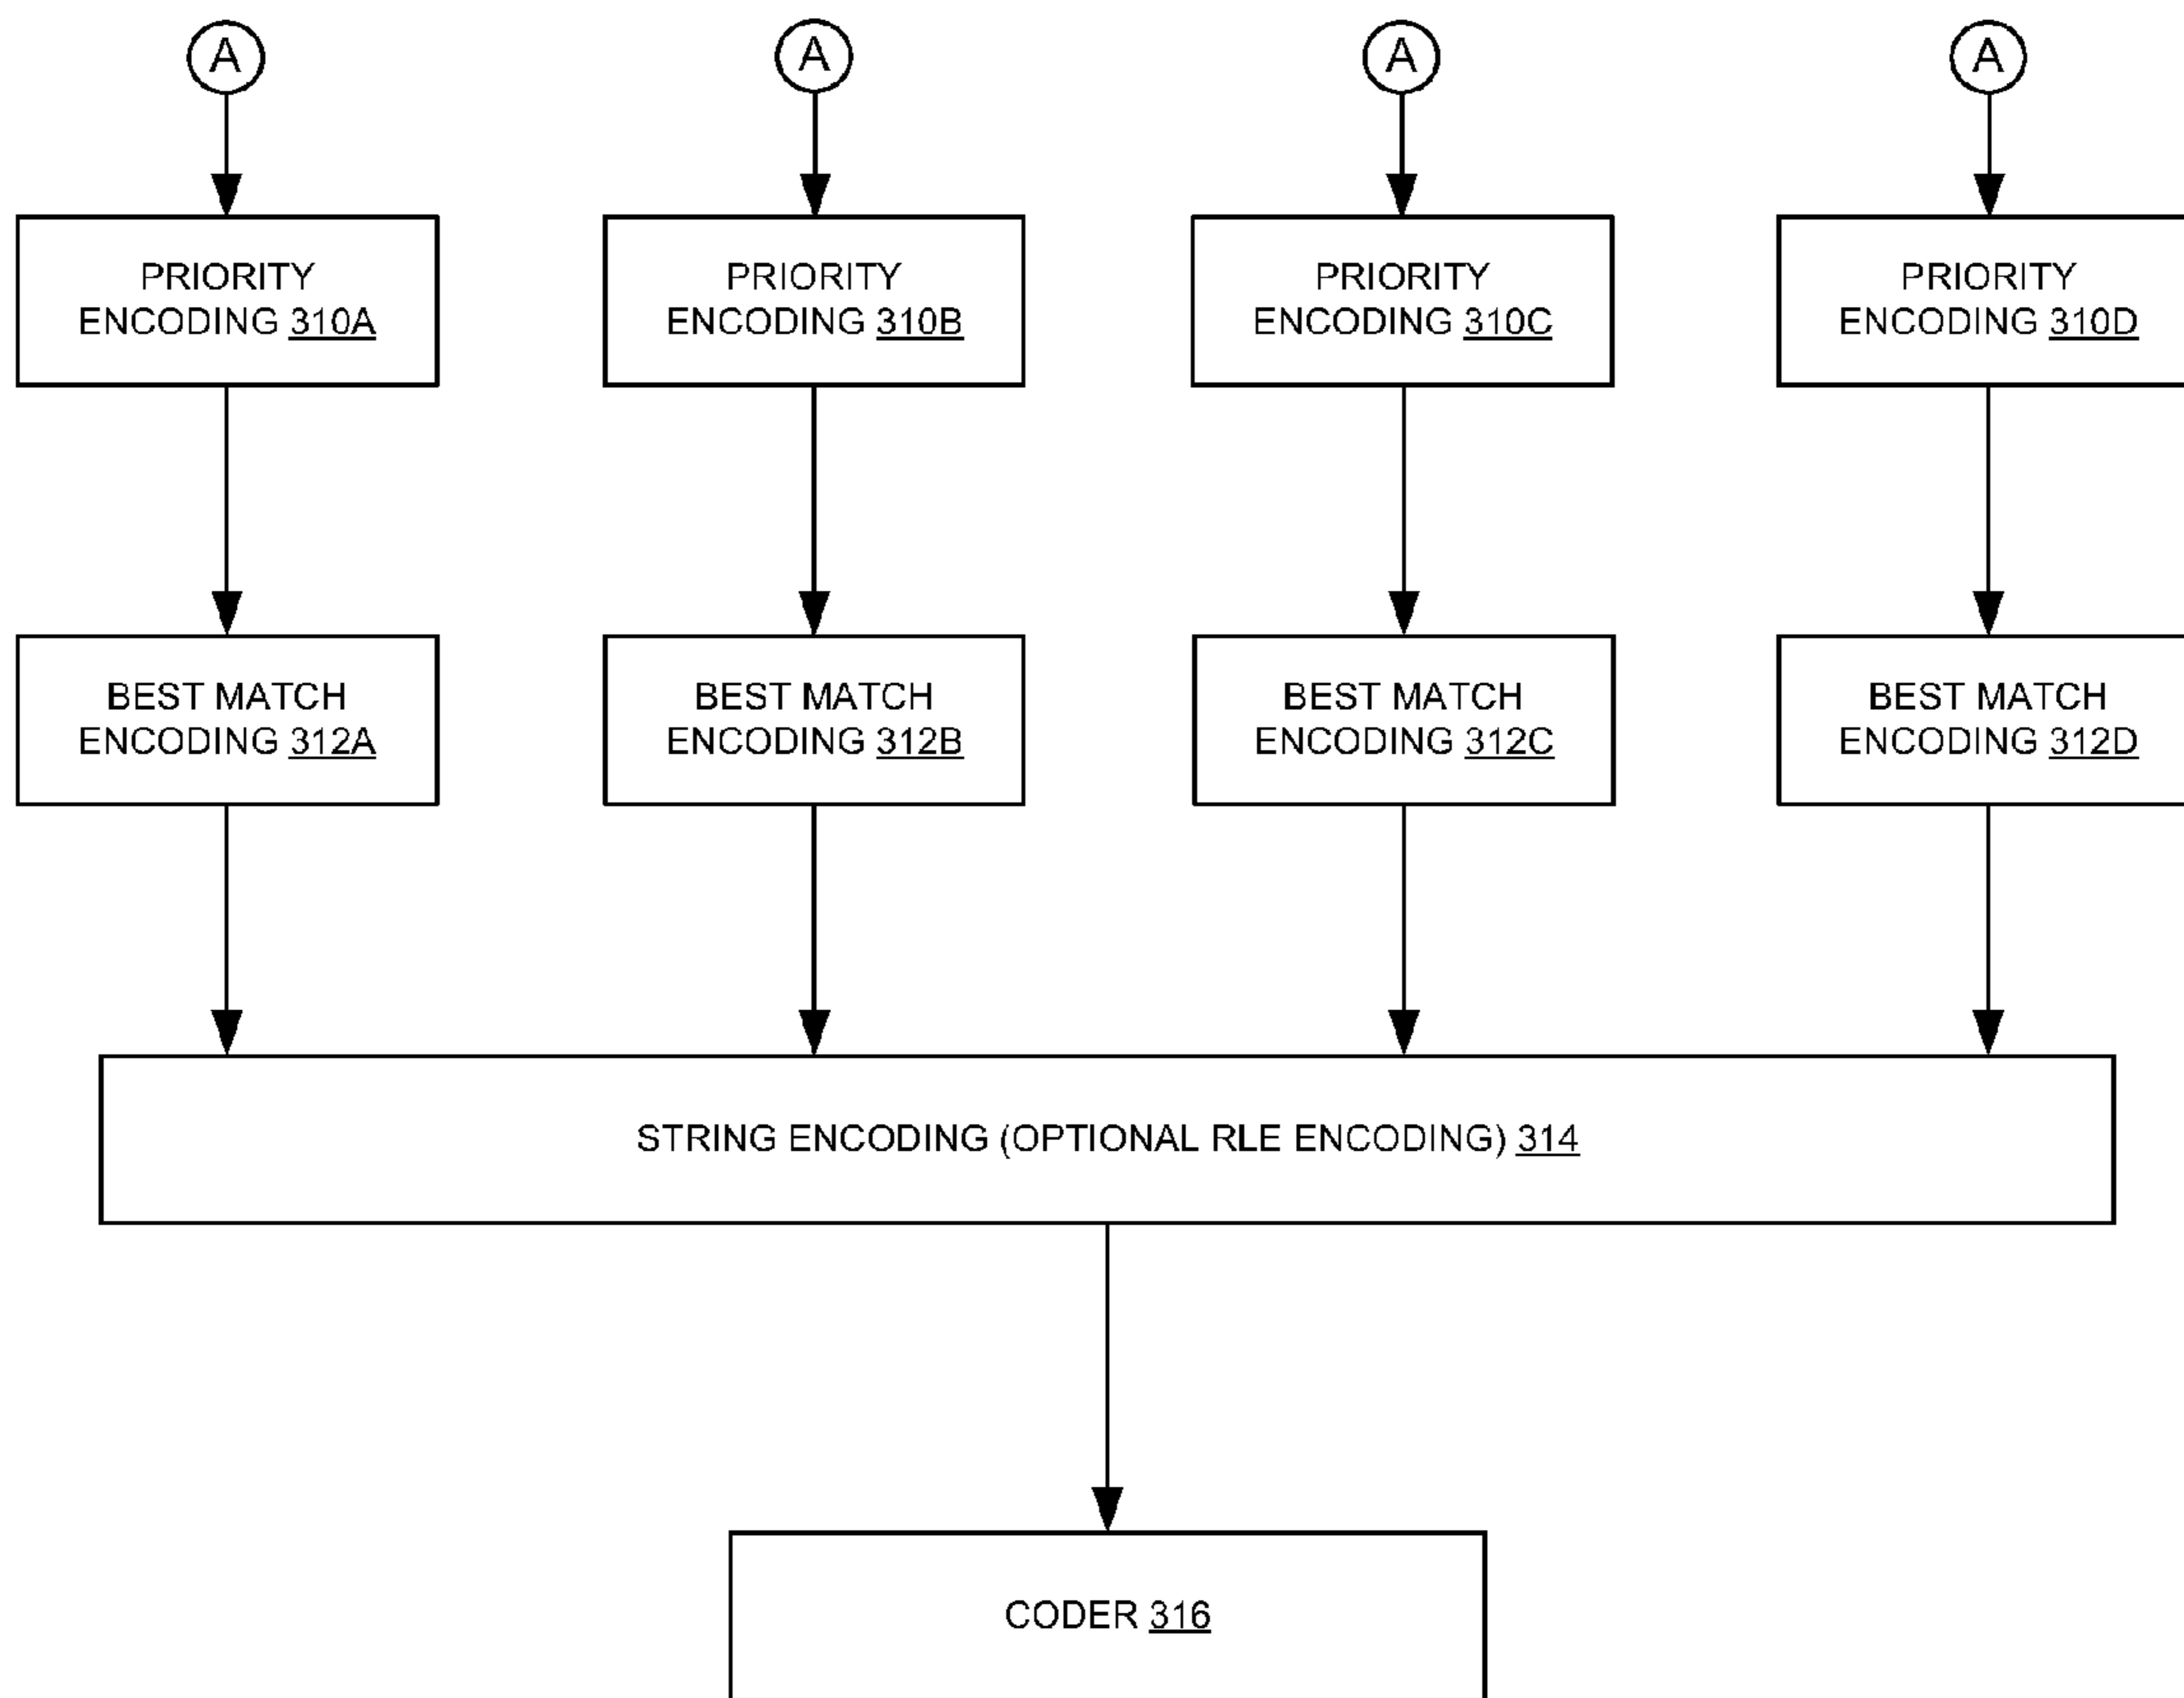 A
A
A
A
PRIORITY
ENCODING 310A
PRIORITY
ENCODING 310B
PRIORITY
ENCODING 310C
PRIORITY
ENCODING 310D
BEST MATCH
ENCODING 312A
BEST MATCH
ENCODING 312B
BEST MATCH
ENCODING 312C
BEST MATCH
ENCODING 312D
STRING ENCODING (OPTIONAL RLE ENCODING) 314
CODER 316